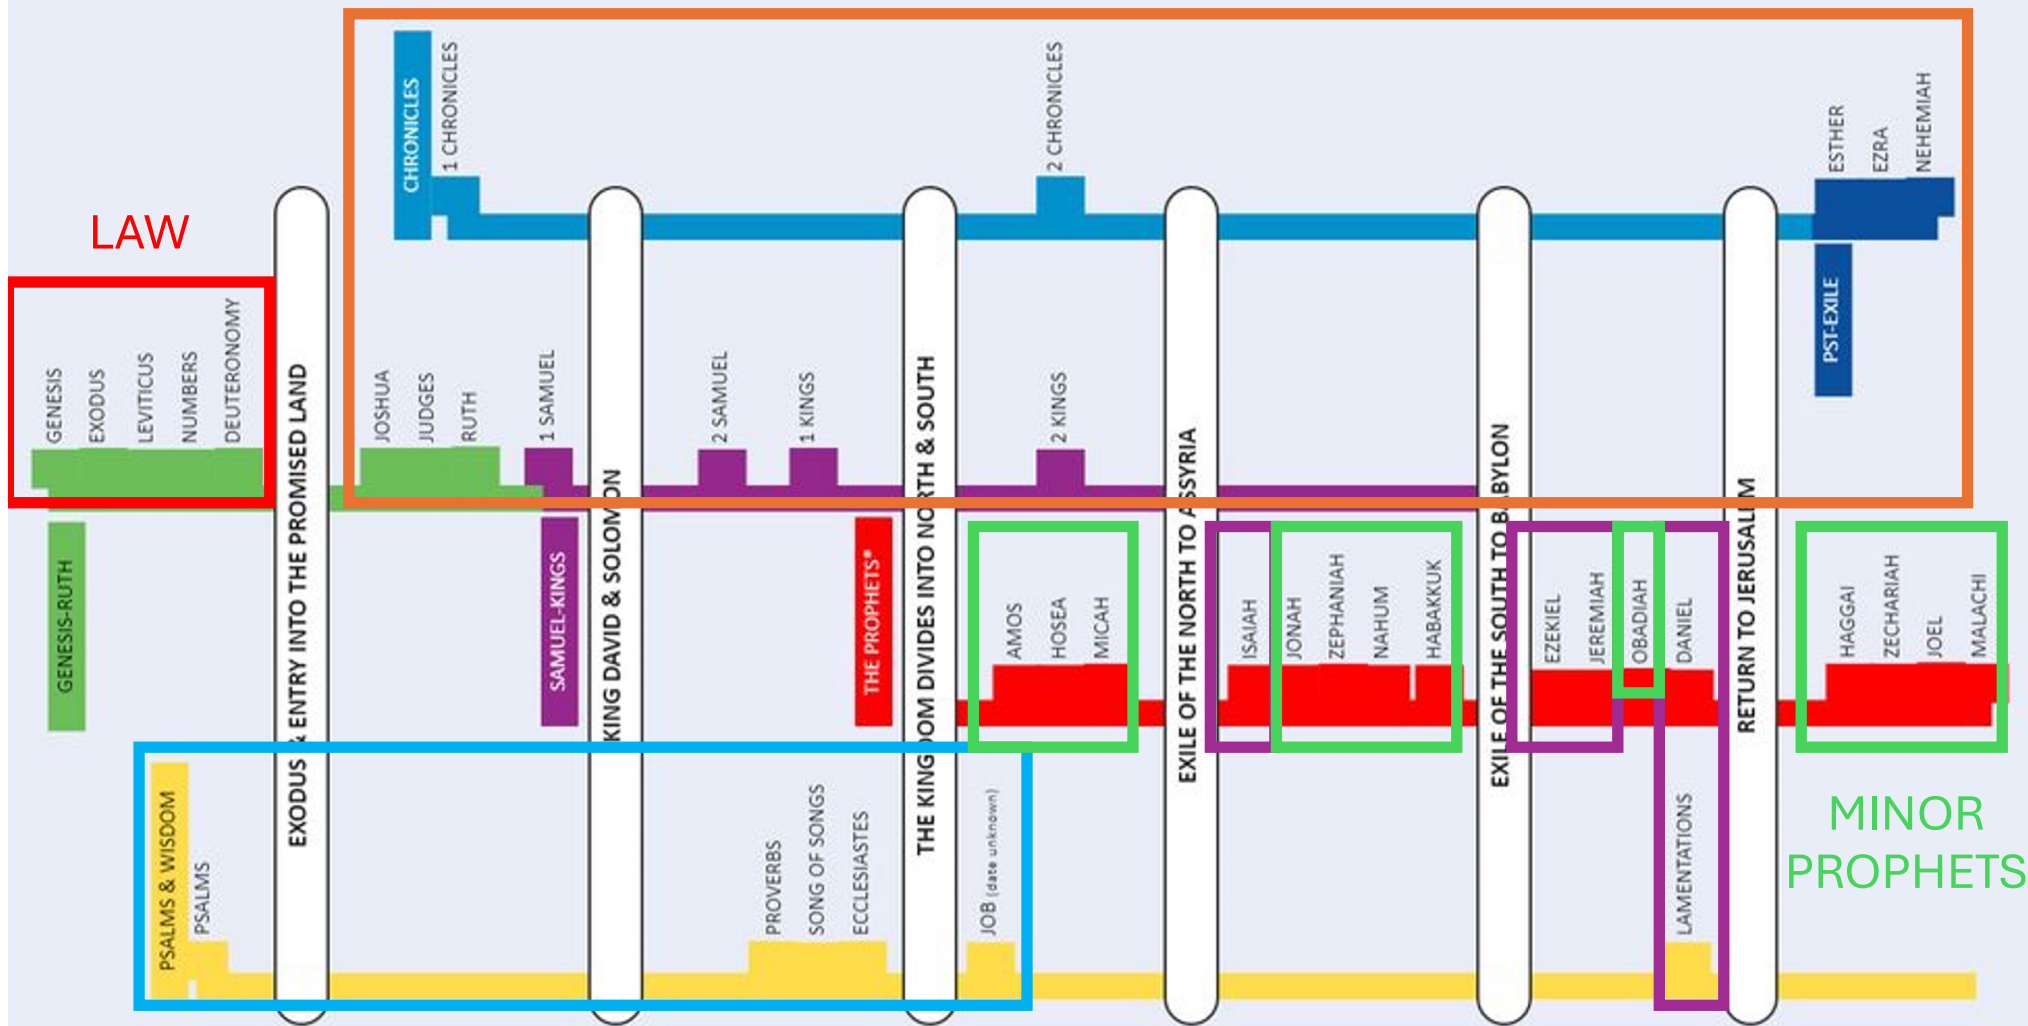 CHRONICLES
1 CHRONICLES
2 CHRONICLES
ESTHER
EZRA
NEHEMIAH
PST-EXILE
LAW
GENESIS
EXODUS
LEVITICUS
NUMBERS
DEUTERONOMY
GENESIS-RUTH
EXODUS & ENTRY INTO THE PROMISED LAND
JOSHUA
JUDGES
RUTH
1 SAMUEL
SAMUEL-KINGS
KING DAVID & SOLOMON
2 SAMUEL
1 KINGS
THE PROPHETS*
THE KINGDOM DIVIDES INTO NORTH & SOUTH
2 KINGS
AMOS
HOSEA
MICAH
EXILE OF THE NORTH TO ASSYRIA
ISAIAH
JONAH
ZEPHANIAH
NAHUM
HABAKKUK
EXILE OF THE SOUTH TO BABYLON
EZEKIEL
JEREMIAH
OBADIAH
DANIEL
RETURN TO JERUSALEM
HAGGAI
ZECHARIAH
JOEL
MALACHI
MINOR
PROPHETS
PSALMS & WISDOM
PSALMS
PROVERBS
SONG OF SONGS
ECCLESIASTES
JOB (date unknown)
LAMENTATIONS